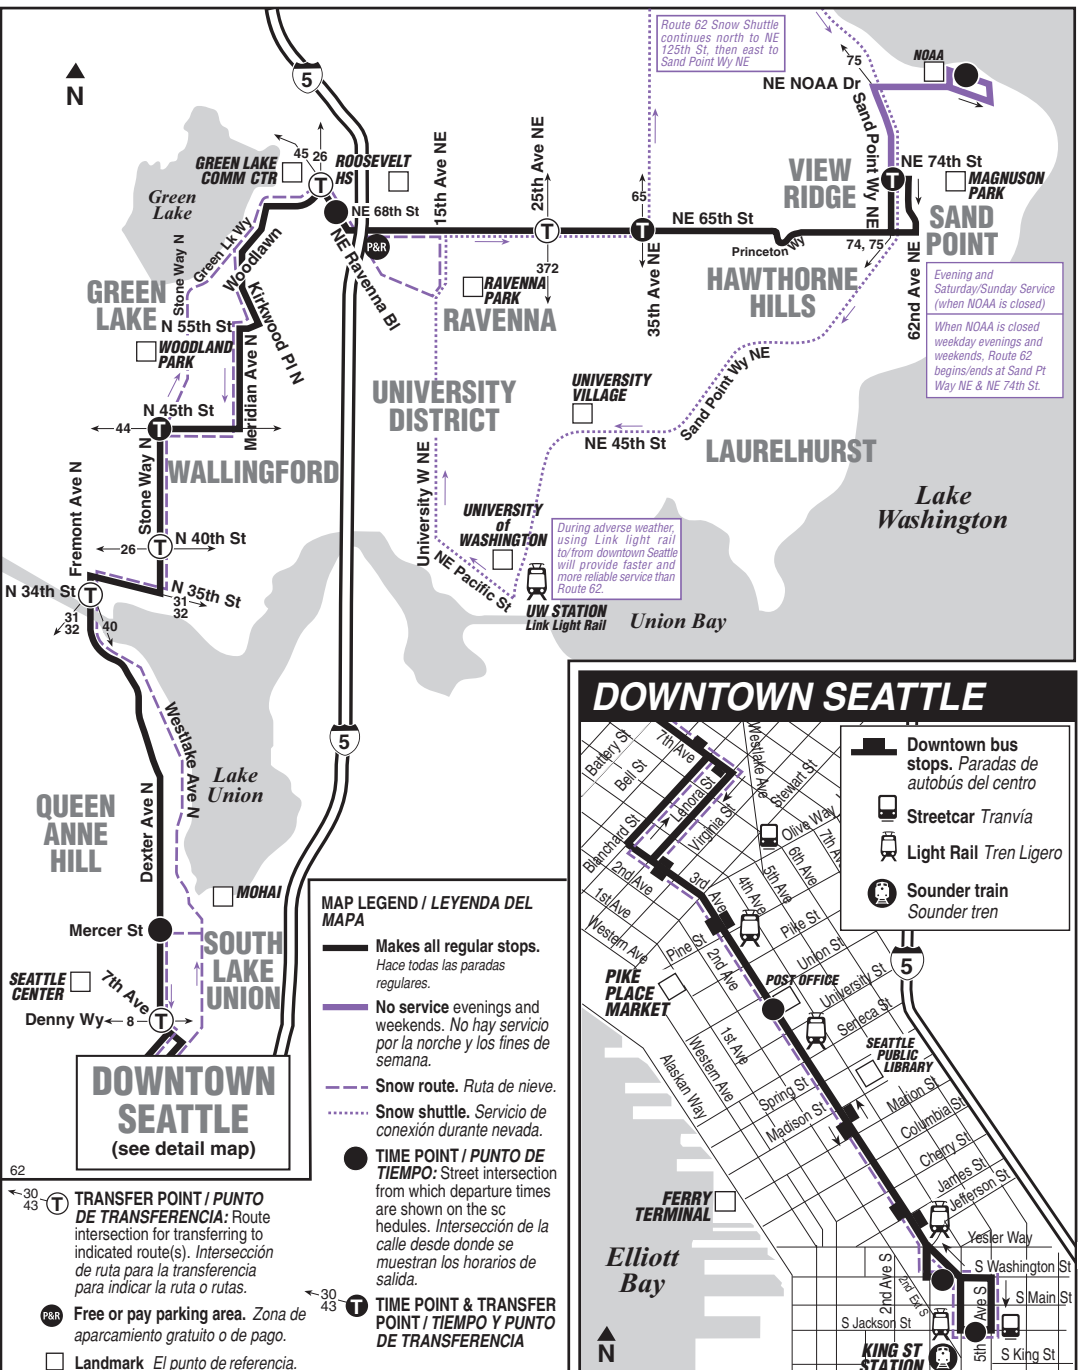 Route 62 Snow Shuttle
continues north to NE
125th St, then east to
Sand Point Wy NE
5
N
75
NOAA
NE NOAA Dr
Sand Point Wy NE
45 26
GREEN LAKE
COMM CTR
ROOSEVELT
HS
T
NE 68th St
15th Ave NE
25th Ave NE
VIEW
RIDGE
NE 74th St
T
MAGNUSON
PARK
Green
Lake
65
NE 65th St
T
T
SAND
POINT
P&R
Princeton Wy
74, 75
Stone Way N
Green Lk Wy
Woodlawn
NE Ravenna Bl
372
35th Ave NE
HAWTHORNE
HILLS
62nd Ave NE
Evening and
Saturday/Sunday Service
(when NOAA is closed)
When NOAA is closed
weekday evenings and
weekends, Route 62
begins/ends at Sand Pt
Way NE & NE 74th St.
GREEN
LAKE
Kirkwood Pl N
RAVENNA
PARK
RAVENNA
N 55th St
WOODLAND
PARK
Meridian Ave N
Sand Point Wy NE
UNIVERSITY
DISTRICT
UNIVERSITY
VILLAGE
N 45th St
44
T
NE 45th St
LAURELHURST
Fremont Ave N
Stone Way N
WALLINGFORD
University W NE
Lake
Washington
UNIVERSITY
of
WASHINGTON
During adverse weather,
using Link light rail
to/from downtown Seattle
will provide faster and
more reliable service than
Route 62.
26
T
N 40th St
NE Pacific St
N 34th St
T
N 35th St
31
32
31
32
40
UW STATION
Link Light Rail
Union Bay
Westlake Ave N
5
Lake
Union
QUEEN
ANNE
HILL
Dexter Ave N
MOHAI
Mercer St
SOUTH
LAKE
UNION
SEATTLE
CENTER
7th Ave
Denny Wy
8
T
DOWNTOWN
SEATTLE
(see detail map)
62
MAP LEGEND / LEYENDA DEL
MAPA
Makes all regular stops.
Hace todas las paradas
regulares.
No service evenings and
weekends. No hay servicio
por la norche y los fines de
semana.
Snow route. Ruta de nieve.
Snow shuttle. Servicio de
conexión durante nevada.
TIME POINT / PUNTO DE
TIEMPO: Street intersection
from which departure times
are shown on the sc
hedules. Intersección de la
calle desde donde se
muestran los horarios de
salida.
30
43
T
TIME POINT & TRANSFER
POINT / TIEMPO Y PUNTO
DE TRANSFERENCIA
30
43
T
TRANSFER POINT / PUNTO
DE TRANSFERENCIA: Route
intersection for transferring to
indicated route(s). Intersección
de ruta para la transferencia
para indicar la ruta o rutas.
P&R
Free or pay parking area. Zona de
aparcamiento gratuito o de pago.
Landmark El punto de referencia.
DOWNTOWN SEATTLE
Downtown bus
stops. Paradas de
autobús del centro
Streetcar Tranvía
Light Rail Tren Ligero
Sounder train
Sounder tren
Battery St
7th Ave
Bell St
Westlake Ave
Stewart St
Lenora St
Virginia St
Olive Way
7th Ave
Blanchard St
6th Ave
5th Ave
2nd Ave
3rd Ave
4th Ave
1st Ave
Western Ave
Pike St
Pine St
Union St
2nd Ave
5
PIKE
PLACE
MARKET
POST OFFICE
University St
Seneca St
1st Ave
Western Ave
Alaskan Way
SEATTLE
PUBLIC
LIBRARY
Spring St
Madison St
Marion St
Columbia St
Cherry St
James St
Jefferson St
FERRY
TERMINAL
Yesler Way
Elliott
Bay
2nd Ave S
2nd Ext S
S Washington St
5th Ave S
S Main St
S Jackson St
N
KING ST
STATION
S King St